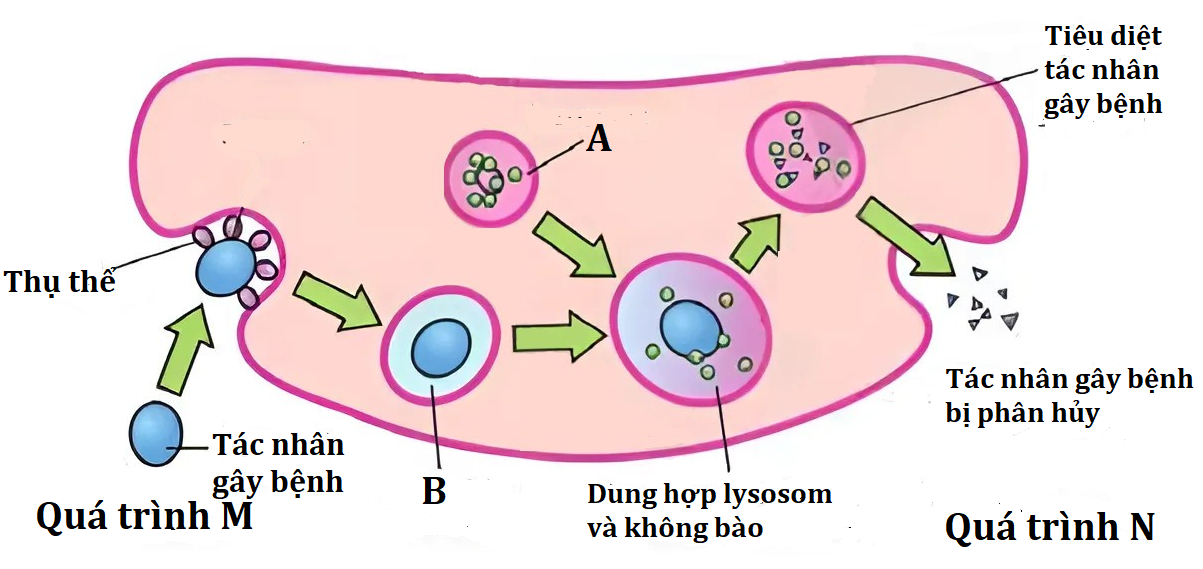 Tiêu diệt
tác nhân
gây bệnh
A
Thụ thể
Tác nhân
gây bệnh
B
Dung hợp lysosom
và không bào
Tác nhân gây bệnh
bị phân hủy
Quá trình M
Quá trình N